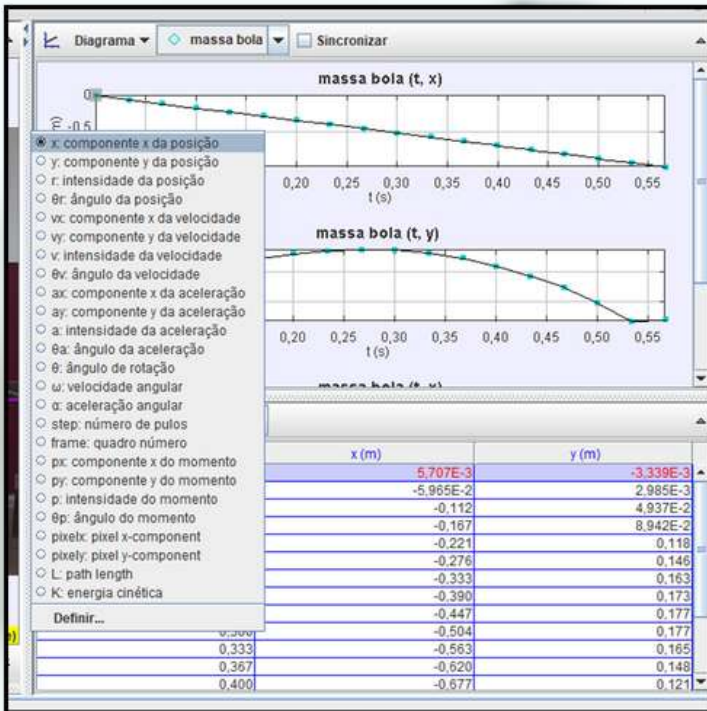 Diagrama massa bola Sincronizar
massa bola (t, x)
0
-0.5
0,20 0,25 0,30 0,35 0,40 0,45 0,50 0,55
t (s)
massa bola (t, y)
0,20 0,25 0,30 0,35 0,40 0,45 0,50 0,55
t (s)
massa bola (t, x)
x: componente x da posição
y: componente y da posição
r: intensidade da posição
θr: ângulo da posição
vx: componente x da velocidade
vy: componente y da velocidade
v: intensidade da velocidade
θv: ângulo da velocidade
ax: componente x da aceleração
ay: componente y da aceleração
a: intensidade da aceleração
θa: ângulo da aceleração
θ: ângulo de rotação
ω: velocidade angular
α: aceleração angular
step: número de pulos
frame: quadro número
px: componente x do momento
py: componente y do momento
p: intensidade do momento
θp: ângulo do momento
pixelx: pixel x-component
pixely: pixel y-component
L: path length
K: energia cinética
Definir...
x (m) y (m)
5,707E-3 -3,339E-3
-5,965E-2 2,985E-3
-0,112 4,937E-2
-0,167 8,942E-2
-0,221 0,118
-0,276 0,146
-0,333 0,163
-0,390 0,173
-0,447 0,177
0,300 -0,504 0,177
0,333 -0,563 0,165
0,367 -0,620 0,148
0,400 -0,677 0,121